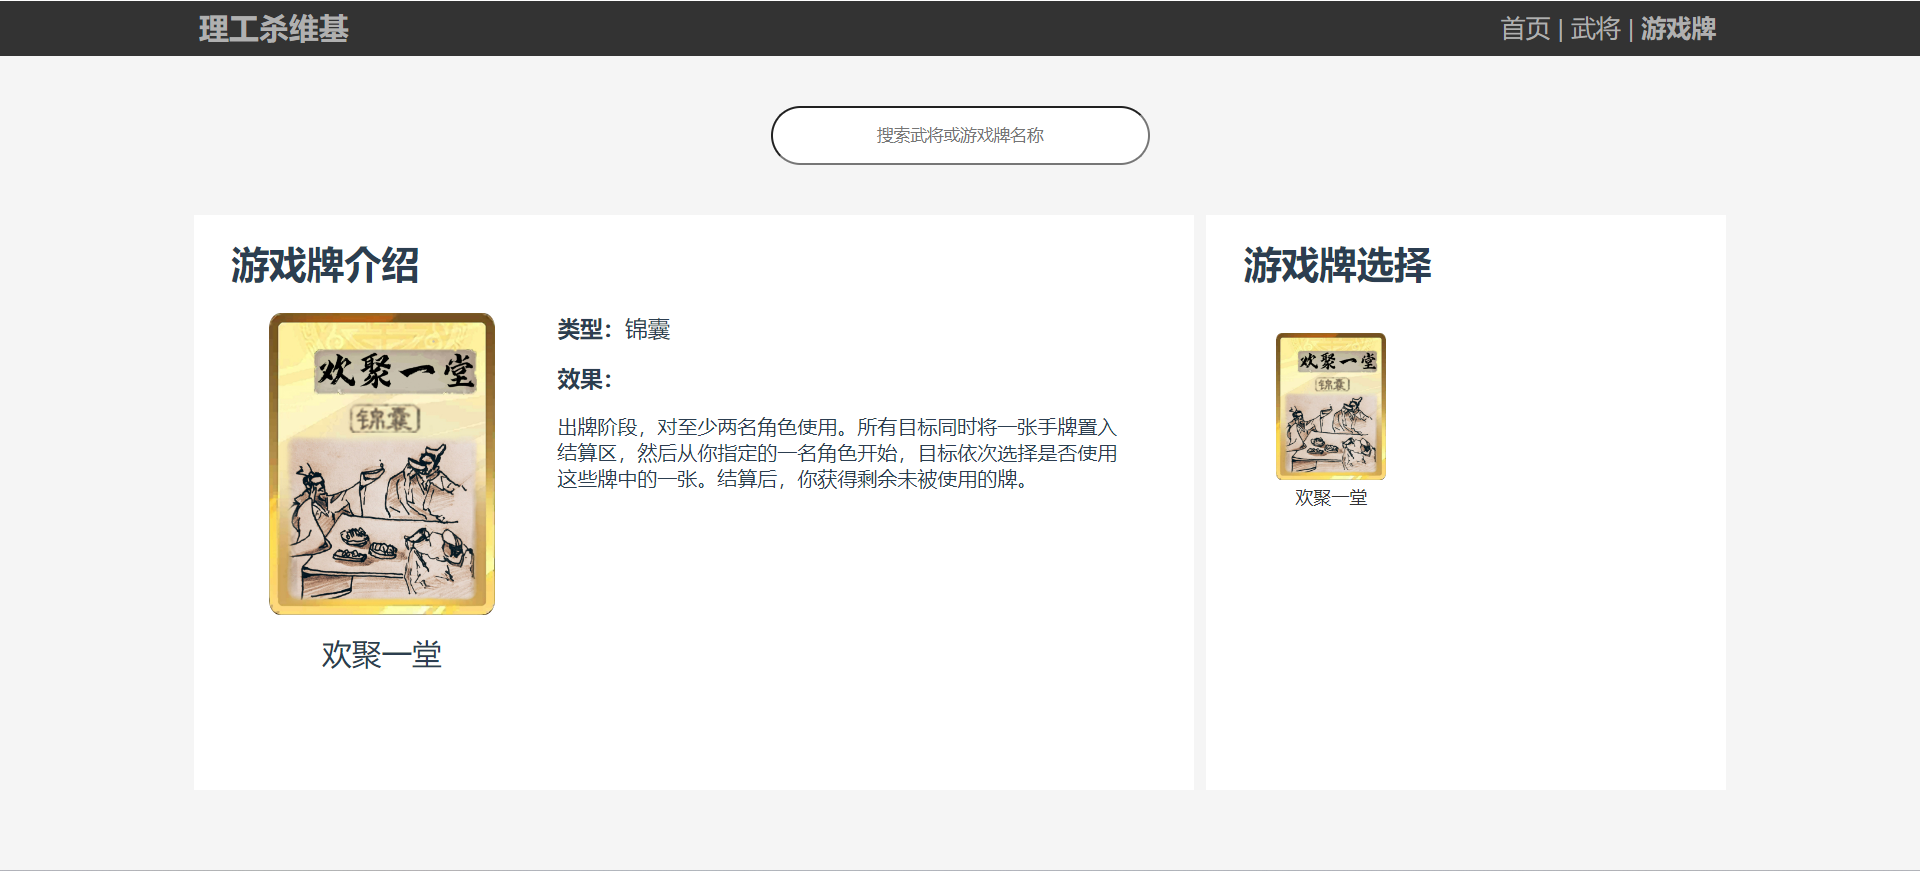 理工杀维基
首页 | 武将 | 游戏牌
搜索武将或游戏牌名称
游戏牌介绍
欢聚一堂
锦囊
欢聚一堂
类型：锦囊
效果：
出牌阶段，对至少两名角色使用。所有目标同时将一张手牌置入
结算区，然后从你指定的一名角色开始，目标依次选择是否使用
这些牌中的一张。结算后，你获得剩余未被使用的牌。
游戏牌选择
欢聚一堂
锦囊
欢聚一堂